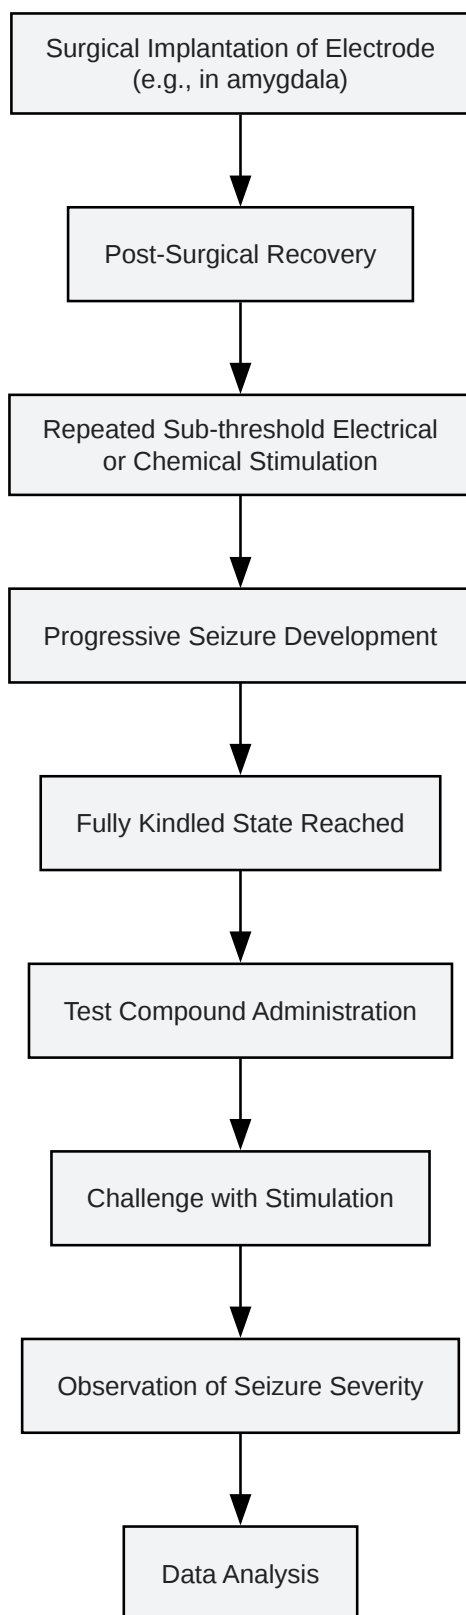 Surgical Implantation of Electrode
(e.g., in amygdala)
Post-Surgical Recovery
Repeated Sub-threshold Electrical
or Chemical Stimulation
Progressive Seizure Development
Fully Kindled State Reached
Test Compound Administration
Challenge with Stimulation
Observation of Seizure Severity
Data Analysis